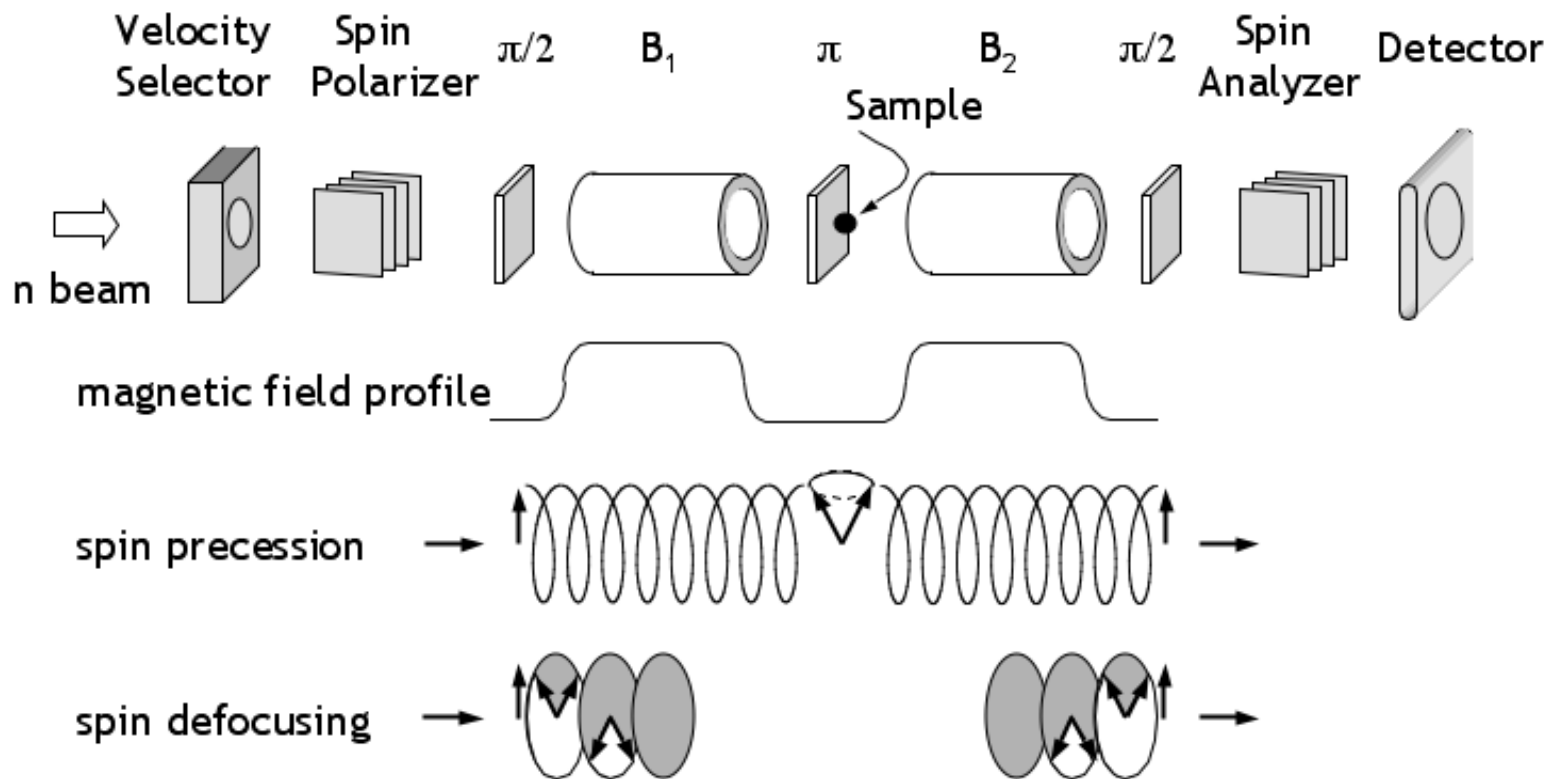 Velocity Selector
Spin Polarizer
π/2
B₁
π
B₂
π/2
Spin Analyzer
Detector
Sample
n beam
magnetic field profile
spin precession
spin defocusing